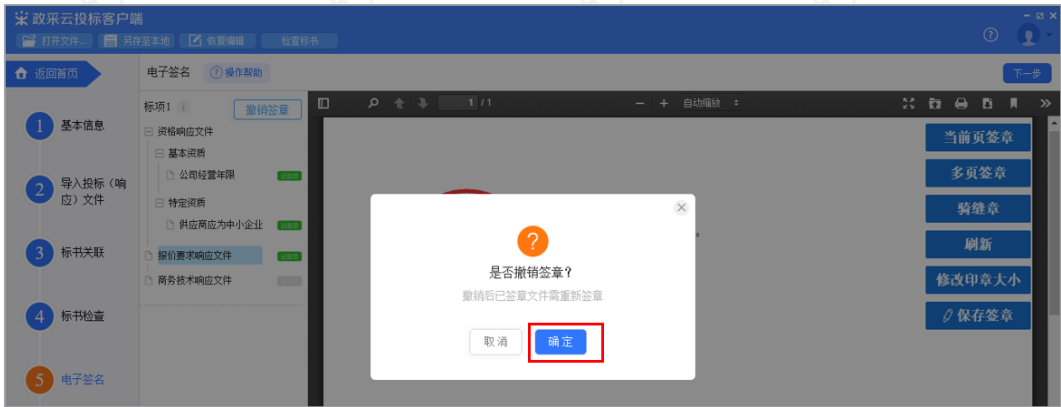 政采云投标客户端
打开文件... 另存至本地 恢复编辑 检查标书
返回首页 电子签名 ? 操作帮助 下一步
标项1 撤销签章 1 / 1 自动缩放
资格响应文件
基本资质
公司经营年限
特定资质
供应商应为中小企业
报价要求响应文件
商务技术响应文件
1 基本信息
2 导入投标(响
应)文件
3 标书关联
4 标书检查
5 电子签名
当前页签章
多页签章
骑缝章
刷新
修改印章大小
保存签章
?
是否撤销签章?
撤销后已签章文件需重新签章
取消 确定